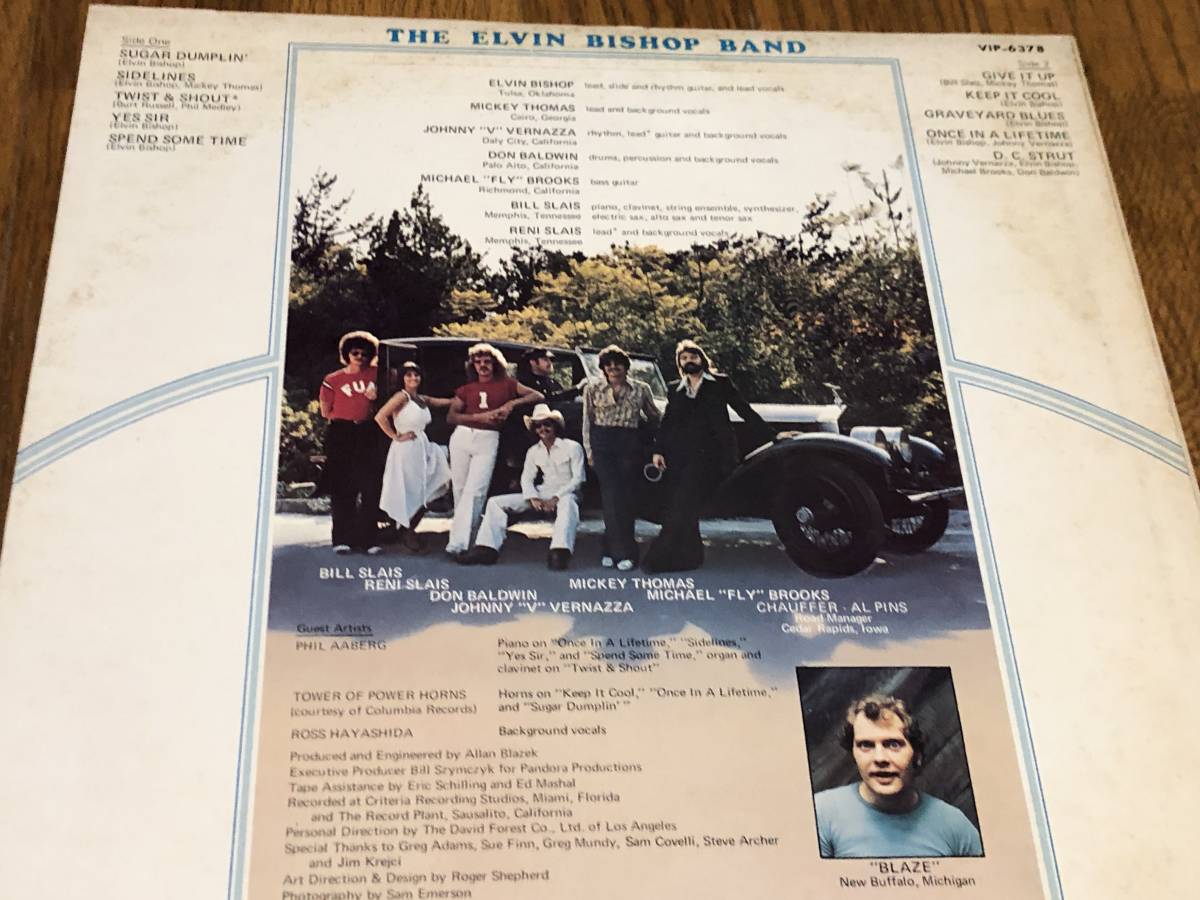 THE ELVIN BISHOP BAND
VIP-6378
Side One
SUGAR DUMPLIN'
(Elvin Bishop)
SIDELINES
(Elvin Bishop, Mickey Thomas)
TWIST & SHOUT*
(Burt Russell, Phil Medley)
YES SIR
(Elvin Bishop)
SPEND SOME TIME
(Elvin Bishop)
ELVIN BISHOP lead, slide and rhythm guitar, and lead vocals
Tulsa, Oklahoma
MICKEY THOMAS lead and background vocals
Cairo, Georgia
JOHNNY "V" VERNAZZA rhythm, lead* guitar and background vocals
Daly City, California
DON BALDWIN drums, percussion and background vocals
Palo Alto, California
MICHAEL "FLY" BROOKS bass guitar
Richmond, California
BILL SLAIS piano, clavinet, string ensemble, synthesizer,
Memphis, Tennessee electric sax, alto sax and tenor sax
RENI SLAIS lead* and background vocals
Memphis, Tennessee
Side 2
GIVE IT UP
(Bill Slais, Mickey Thomas)
KEEP IT COOL
(Elvin Bishop)
GRAVEYARD BLUES
(Elvin Bishop)
ONCE IN A LIFETIME
(Elvin Bishop, Johnny Vernazza)
D. C. STRUT
(Johnny Vernazza, Elvin Bishop,
Michael Brooks, Don Baldwin)
BILL SLAIS
RENI SLAIS
DON BALDWIN
JOHNNY "V" VERNAZZA
MICKEY THOMAS
MICHAEL "FLY" BROOKS
CHAUFFER - AL PINS
Road Manager
Cedar Rapids, Iowa
Guest Artists
PHIL AABERG Piano on "Once In A Lifetime," "Sidelines,"
"Yes Sir," and "Spend Some Time," organ and
clavinet on "Twist & Shout"
TOWER OF POWER HORNS Horns on "Keep It Cool," "Once In A Lifetime,"
(courtesy of Columbia Records) and "Sugar Dumplin'"
ROSS HAYASHIDA Background vocals
Produced and Engineered by Allan Blazek
Executive Producer Bill Szymczyk for Pandora Productions
Tape Assistance by Eric Schilling and Ed Mashal
Recorded at Criteria Recording Studios, Miami, Florida
and The Record Plant, Sausalito, California
Personal Direction by The David Forest Co., Ltd. of Los Angeles
Special Thanks to Greg Adams, Sue Finn, Greg Mundy, Sam Covelli, Steve Archer
and Jim Krejci
Art Direction & Design by Roger Shepherd
Photography by Sam Emerson
"BLAZE"
New Buffalo, Michigan